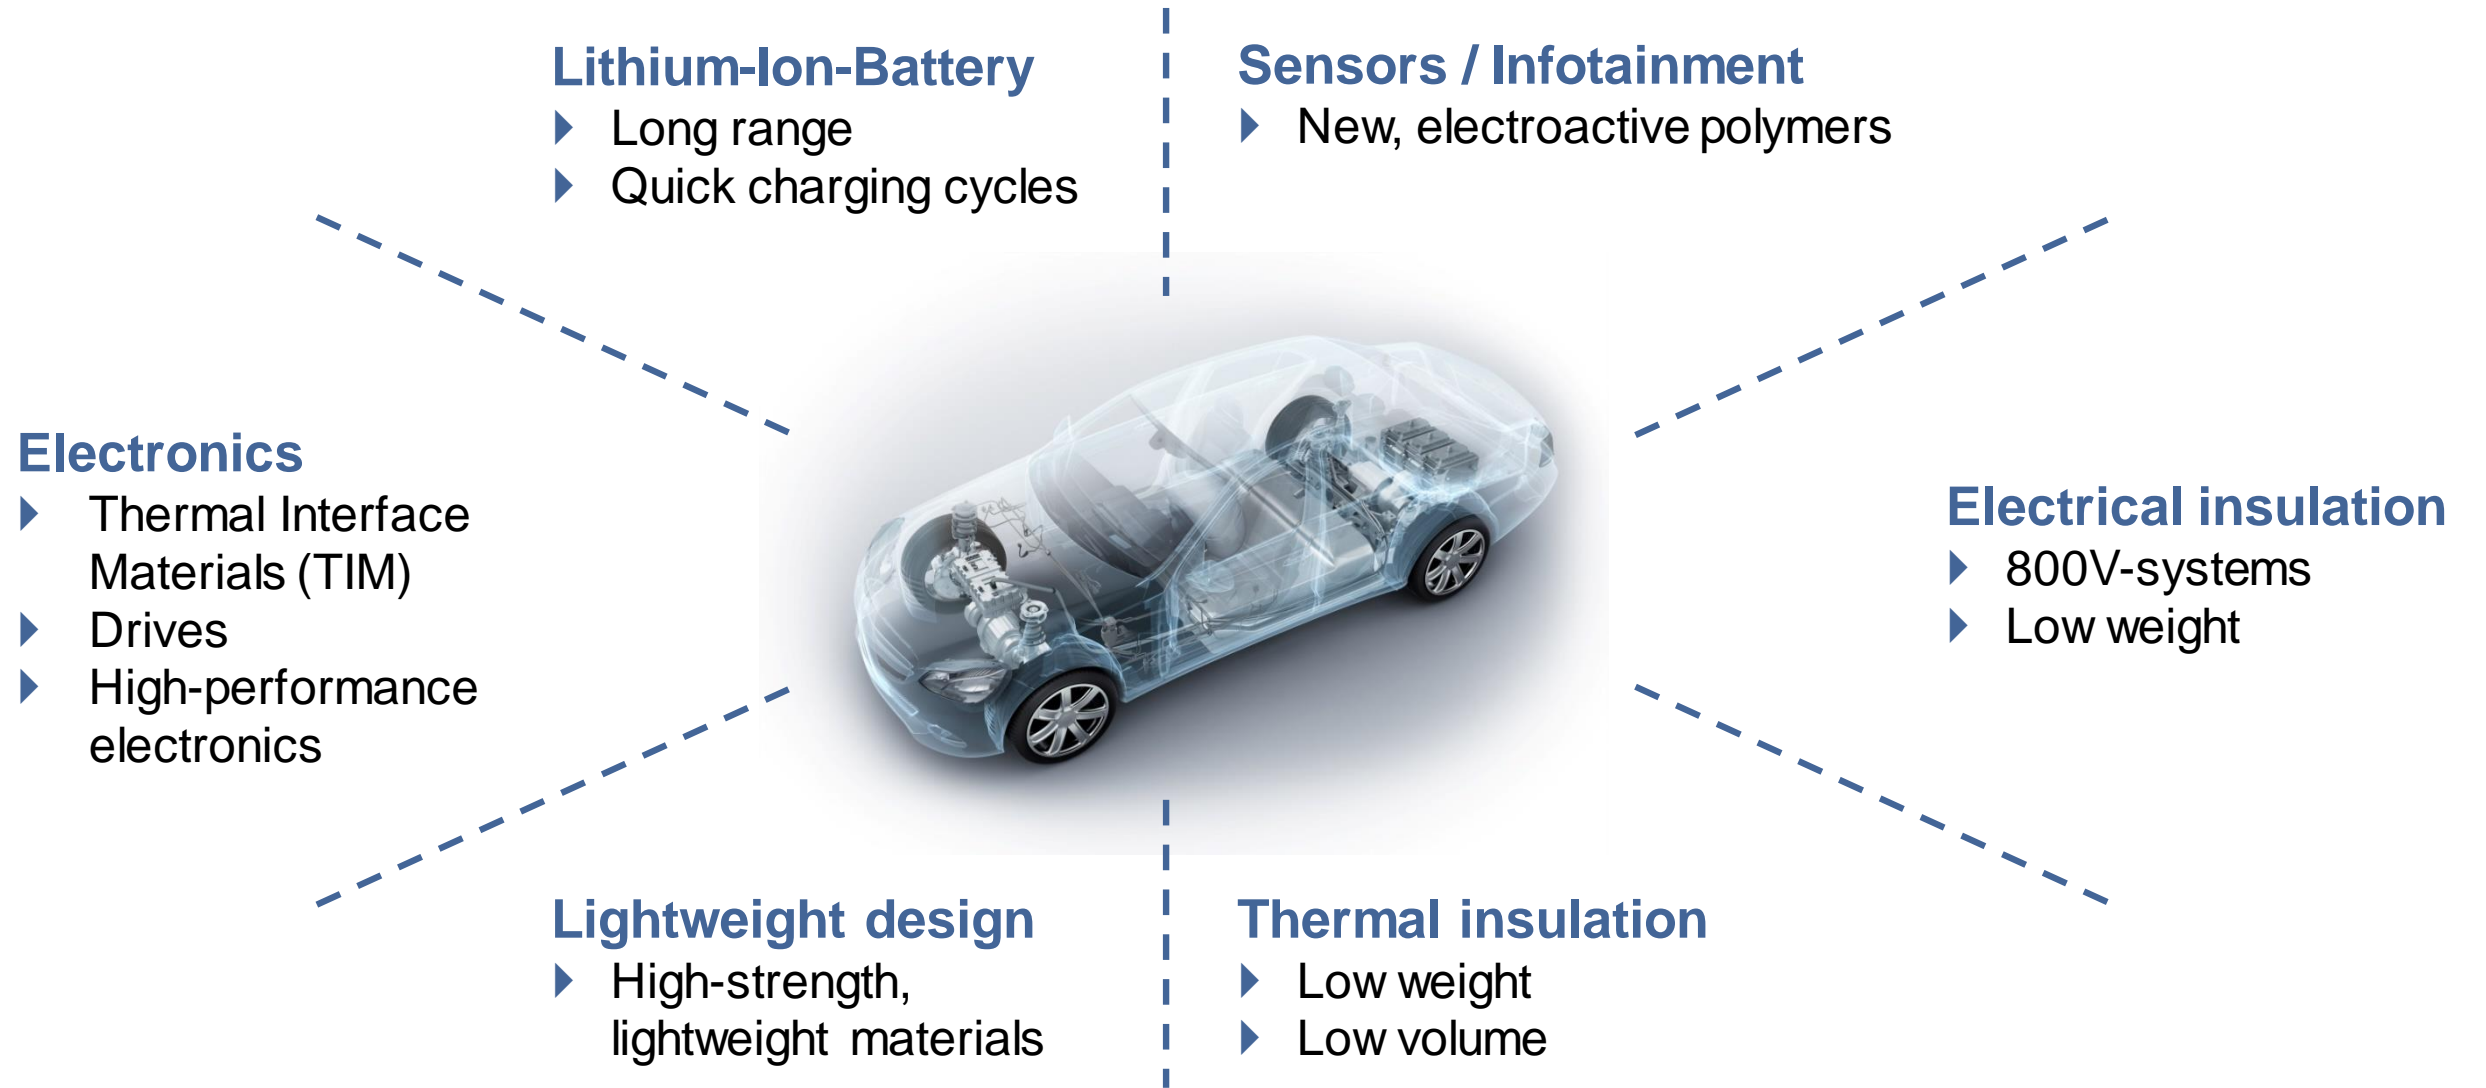 Lithium-Ion-Battery
Long range
Quick charging cycles
Sensors / Infotainment
New, electroactive polymers
Electronics
Thermal Interface
Materials (TIM)
Drives
High-performance
electronics
Electrical insulation
800V-systems
Low weight
Lightweight design
High-strength,
lightweight materials
Thermal insulation
Low weight
Low volume